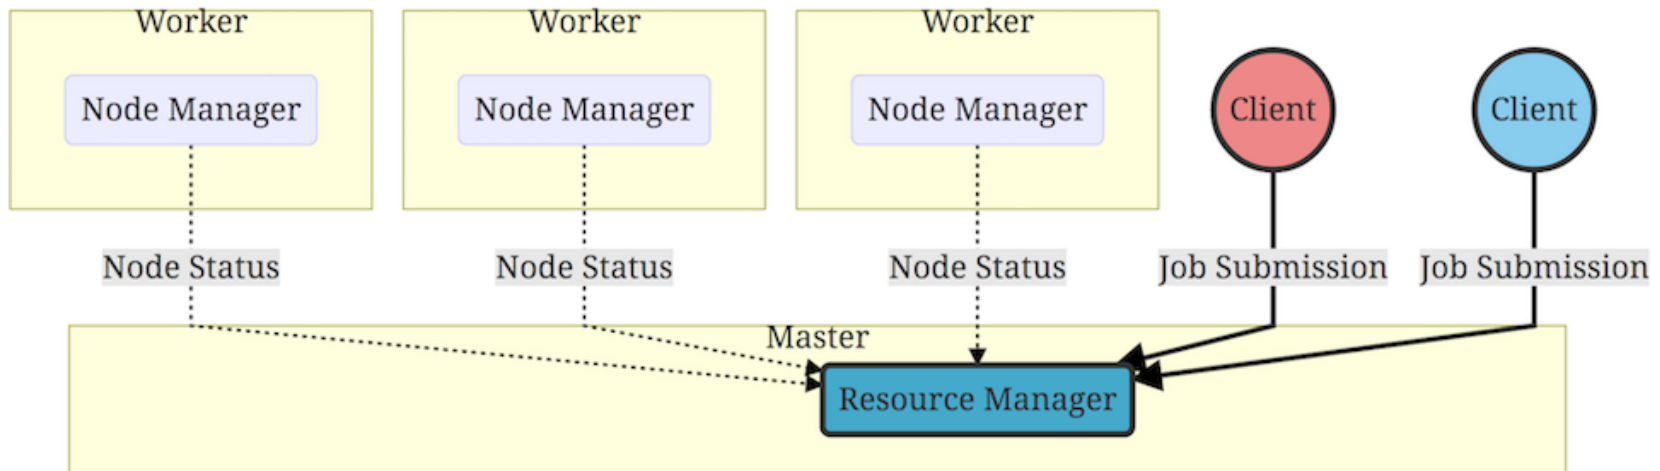 Worker
Worker
Worker
Node Manager
Node Manager
Node Manager
Client
Client
Node Status
Node Status
Node Status
Job Submission
Job Submission
Master
Resource Manager